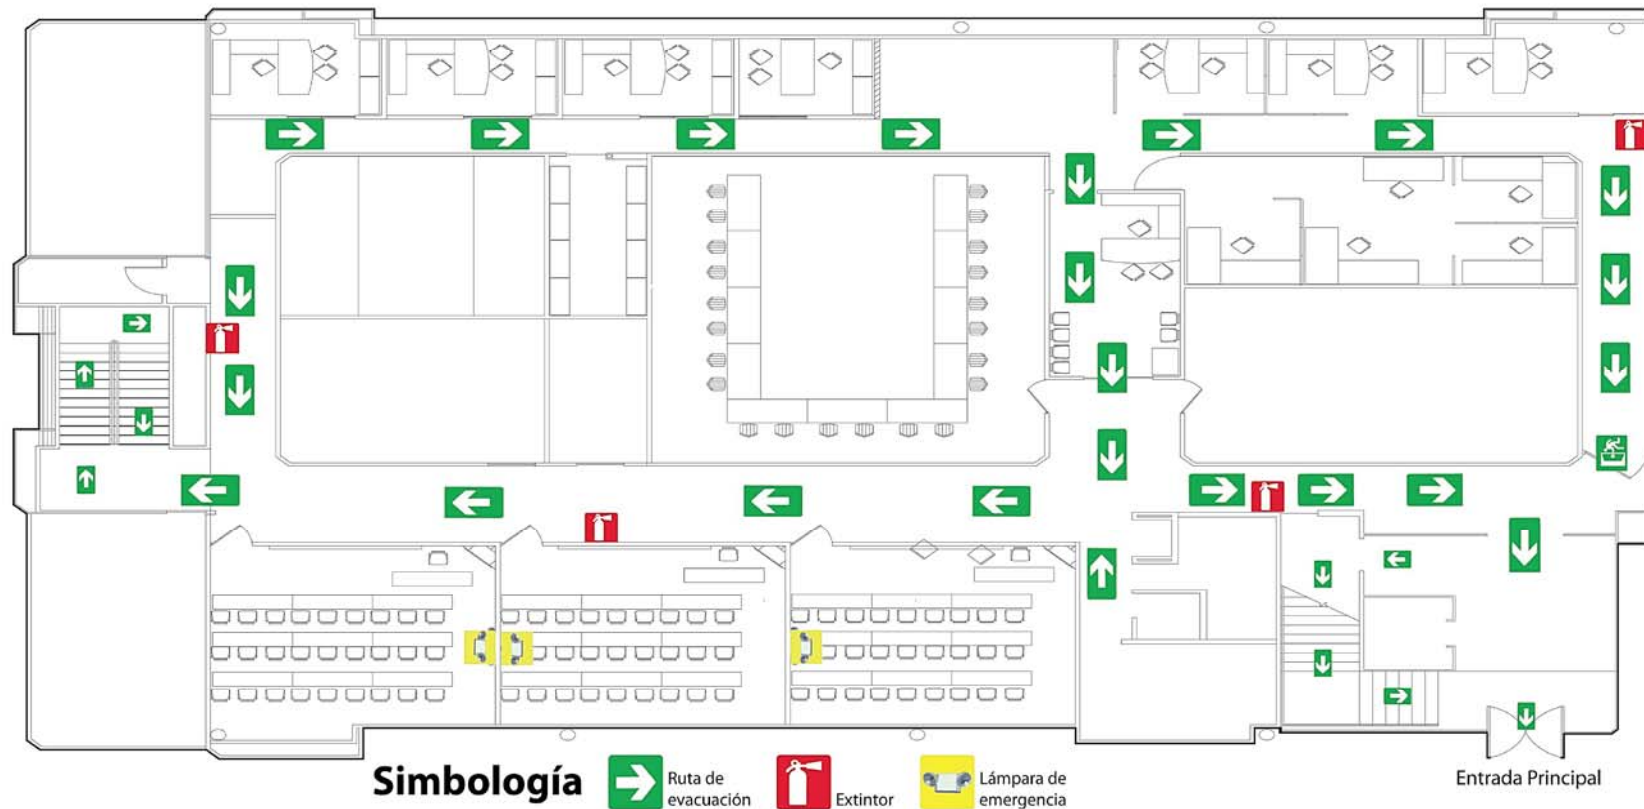 Simbología
Ruta de
evacuación
Extintor
Lámpara de
emergencia
Entrada Principal